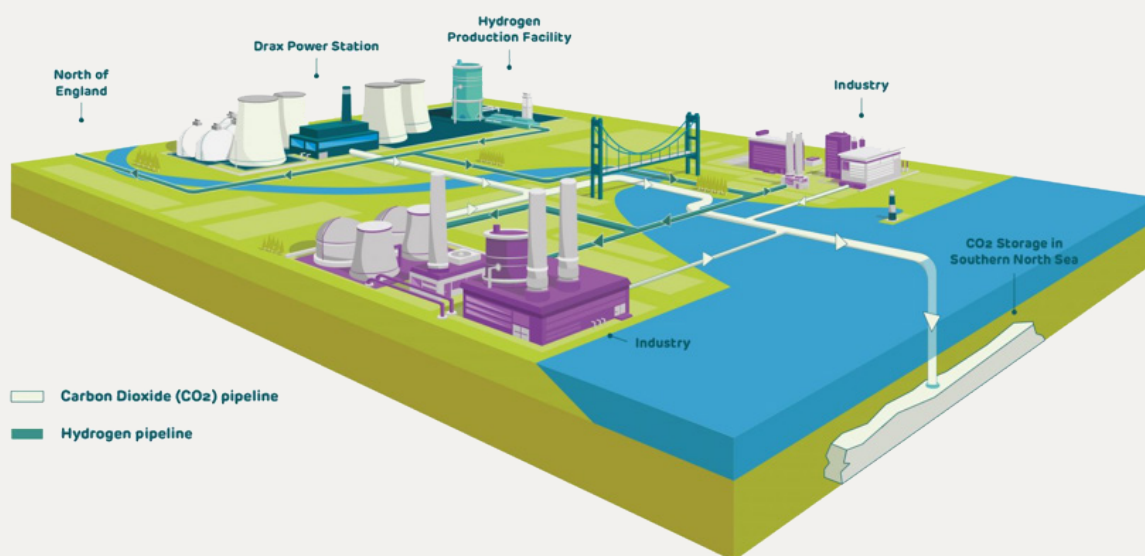 Hydrogen
Production Facility
Drax Power Station
North of
England
Industry
CO2 Storage in
Southern North Sea
Industry
Carbon Dioxide (CO2) pipeline
Hydrogen pipeline